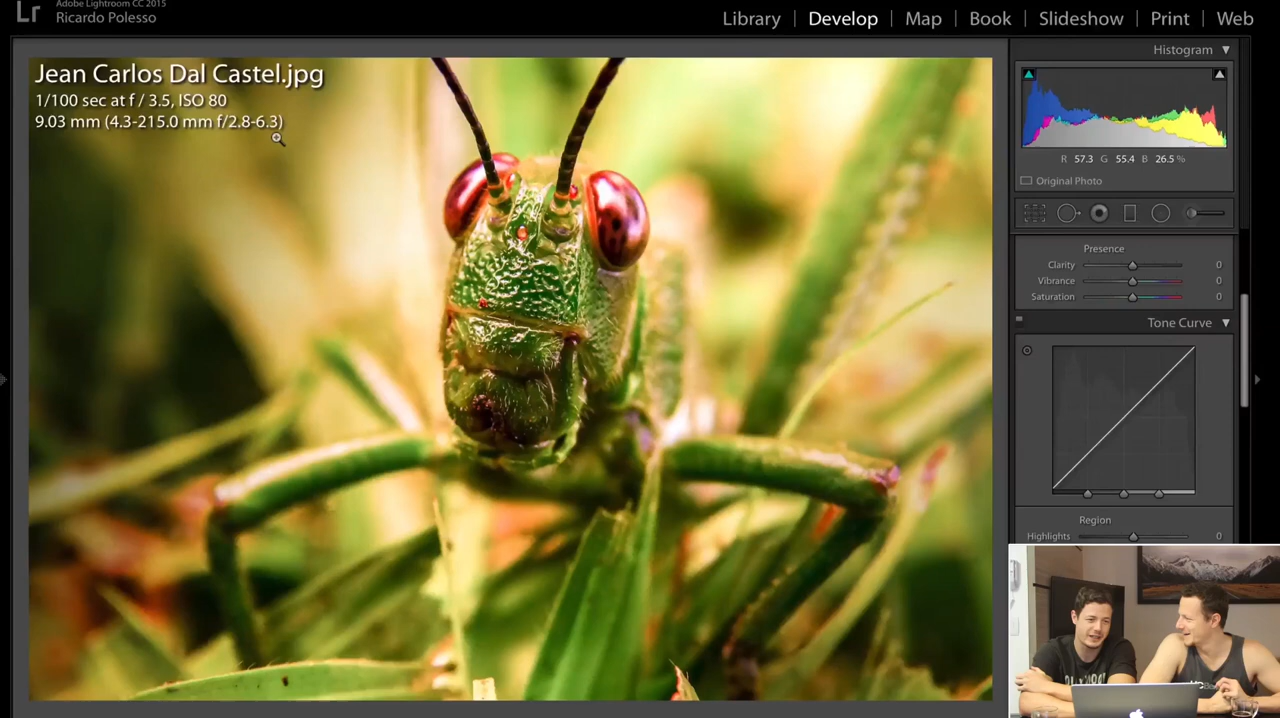 Lr
Adobe Lightroom CC 2015
Ricardo Polesso
Library | Develop | Map | Book | Slideshow | Print | Web
Jean Carlos Dal Castel.jpg
1/100 sec at f / 3.5, ISO 80
9.03 mm (4.3-215.0 mm f/2.8-6.3)
Histogram
R 57.3 G 55.4 B 26.5 %
Original Photo
Presence
Clarity 0
Vibrance 0
Saturation 0
Tone Curve
Region
Highlights 0